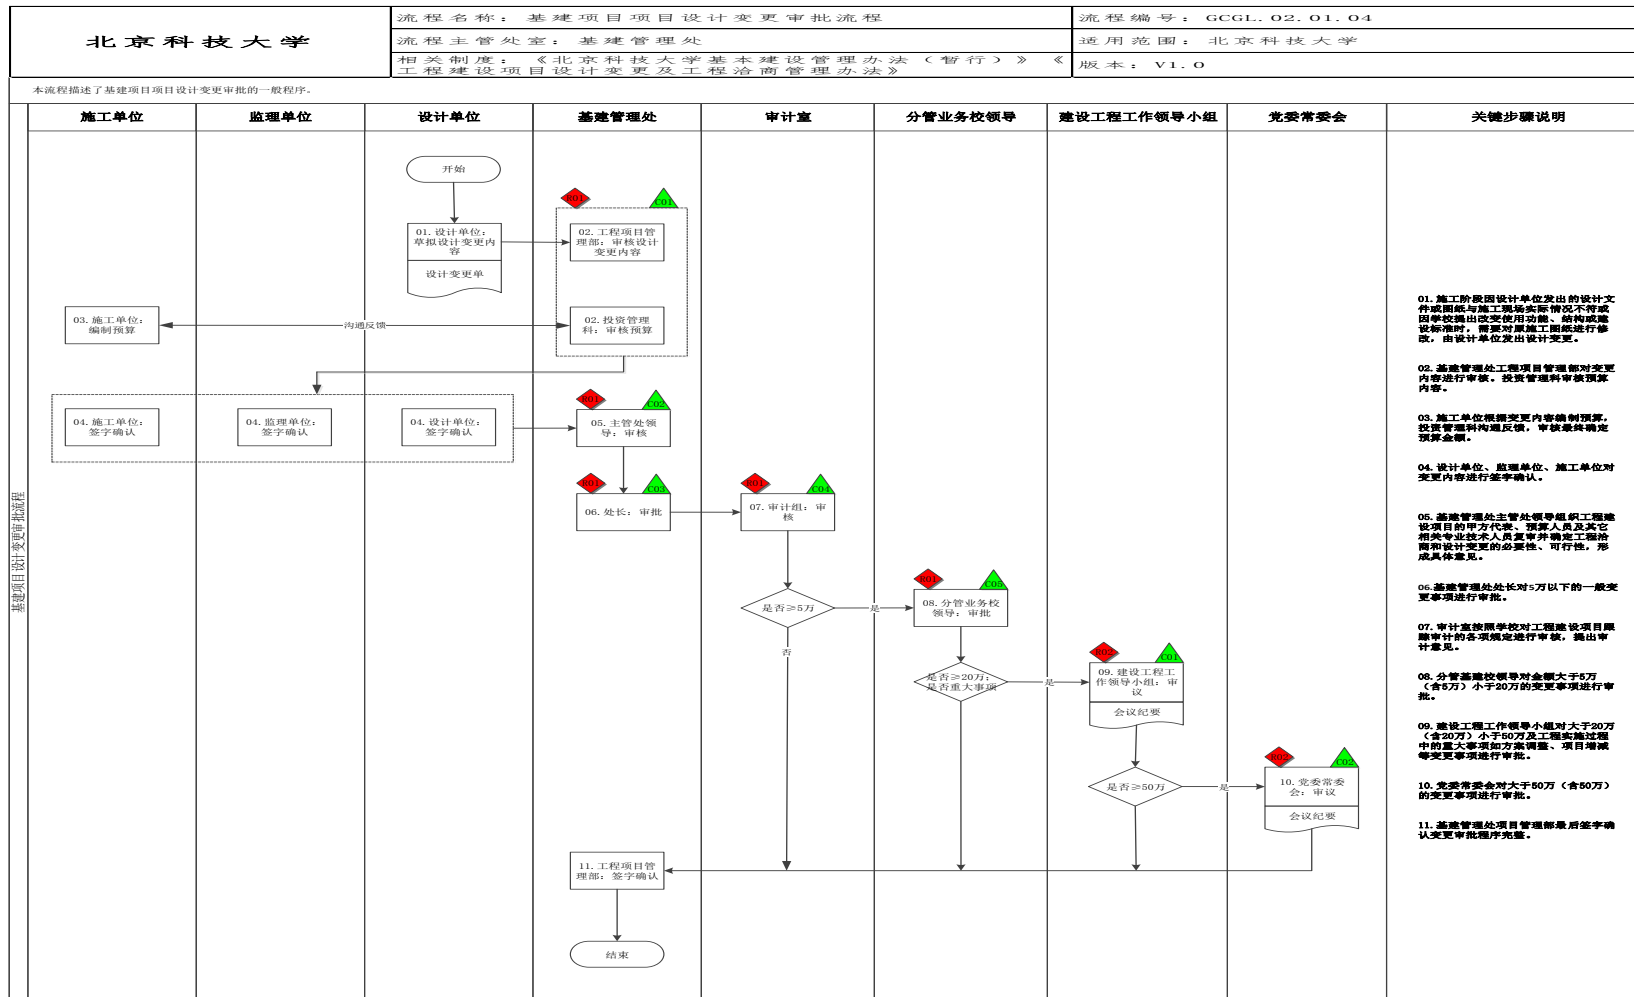 北京科技大学
流程名称：基建项目项目设计变更审批流程
流程编号：GCGL.02.01.04
流程主管处室：基建管理处
适用范围：北京科技大学
相关制度：《北京科技大学基本建设管理办法（暂行）》《
工程建设项目设计变更及工程洽商管理办法》
版本：V1.0
本流程描述了基建项目项目设计变更审批的一般程序。
施工单位
监理单位
设计单位
基建管理处
审计室
分管业务校领导
建设工程工作领导小组
党委常委会
关键步骤说明
基建项目设计变更审批流程
开始
R01
C01
01.设计单位：
草拟设计变更内
容
设计变更单
02.工程项目管
理部：审核设计
变更内容
03.施工单位：
编制预算
沟通反馈
02.投资管理
科：审核预算
04.施工单位：
签字确认
04.监理单位：
签字确认
04.设计单位：
签字确认
R01
C02
05.主管处领
导：审核
R01
C03
06.处长：审批
R01
C04
07.审计组：审
核
是否≥5万
是
否
R01
C05
08.分管业务校
领导：审批
是否≥20万；
是否重大事项
是
R02
C01
09.建设工程工
作领导小组：审
议
会议纪要
是否≥50万
是
R02
C02
10.党委常委
会：审议
会议纪要
11.工程项目管
理部：签字确认
结束
01.施工阶段因设计单位发出的设计文
件或图纸与施工现场实际情况不符或
因学校提出改变使用功能、结构或建
设标准时，需要对原施工图纸进行修
改，由设计单位发出设计变更。
02.基建管理处工程项目管理部对变更
内容进行审核。投资管理科审核预算
内容。
03.施工单位根据变更内容编制预算，
投资管理科沟通反馈，审核最终确定
预算金额。
04.设计单位、监理单位、施工单位对
变更内容进行签字确认。
05.基建管理处主管处领导组织工程建
设项目的甲方代表、预算人员及其它
相关专业技术人员复审并确定工程洽
商和设计变更的必要性、可行性，形
成具体意见。
06.基建管理处处长对5万以下的一般变
更事项进行审批。
07.审计室按照学校对工程建设项目跟
踪审计的各项规定进行审核，提出审
计意见。
08.分管基建校领导对金额大于5万
（含5万）小于20万的变更事项进行审
批。
09.建设工程工作领导小组对大于20万
（含20万）小于50万及工程实施过程
中的重大事项如方案调整、项目增减
等变更事项进行审批。
10.党委常委会对大于50万（含50万）
的变更事项进行审批。
11.基建管理处项目管理部最后签字确
认变更审批程序完整。